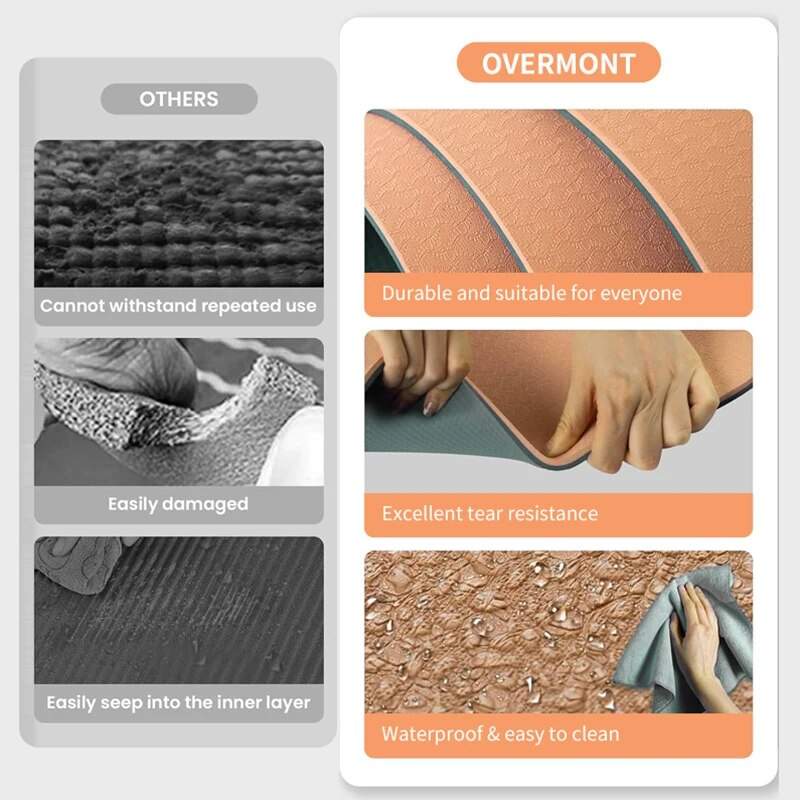 OTHERS
Cannot withstand repeated use
Easily damaged
Easily seep into the inner layer
OVERMONT
Durable and suitable for everyone
Excellent tear resistance
Waterproof & easy to clean